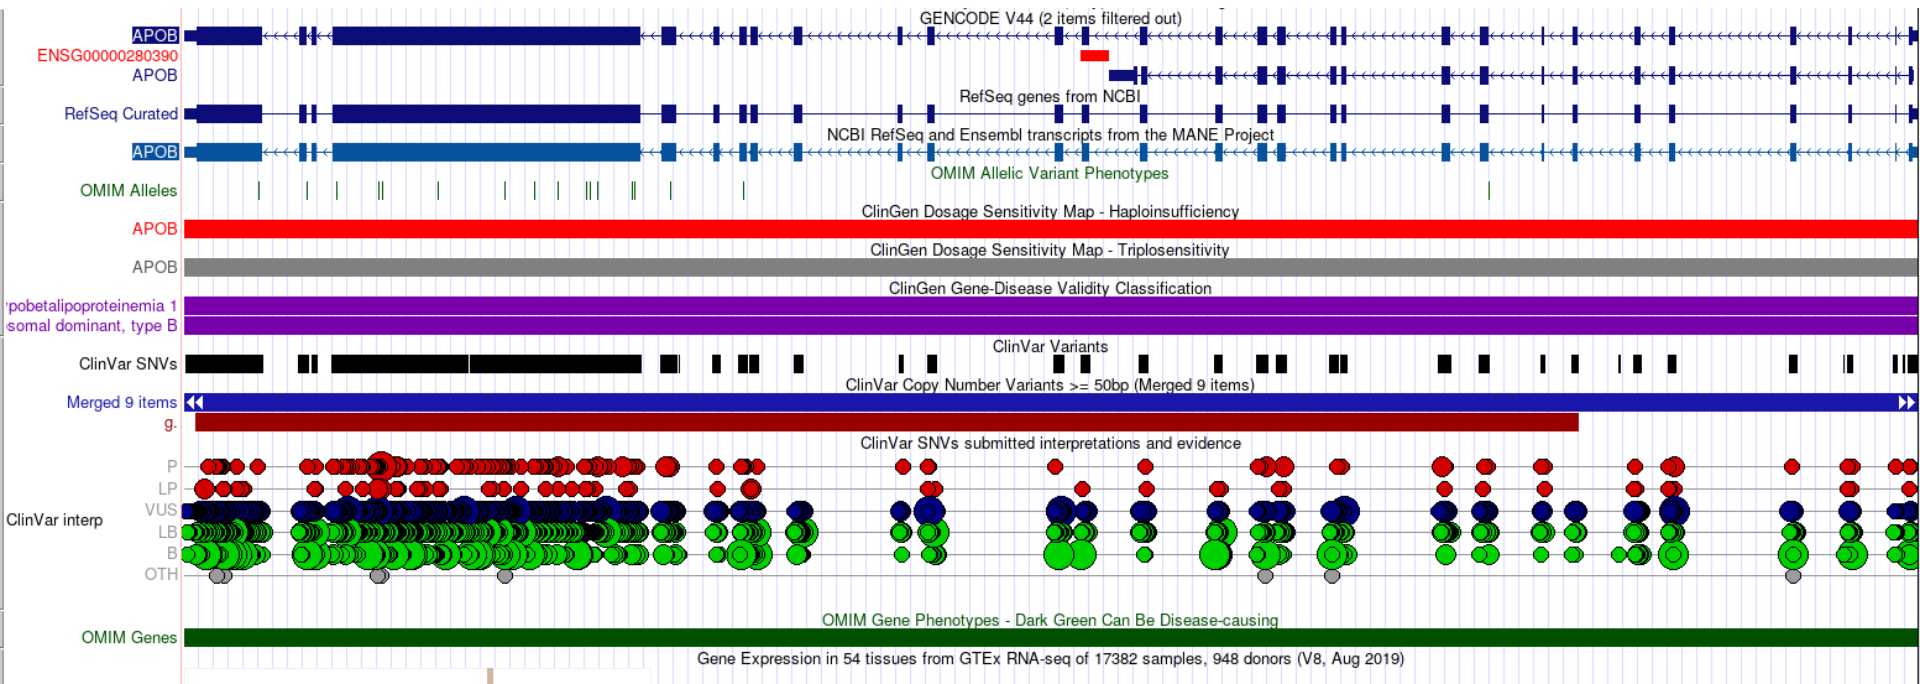 GENCODE V44 (2 items filtered out)
APOB
ENSG00000280390
APOB
RefSeq genes from NCBI
RefSeq Curated
NCBI RefSeq and Ensembl transcripts from the MANE Project
APOB
OMIM Allelic Variant Phenotypes
OMIM Alleles
ClinGen Dosage Sensitivity Map - Haploinsufficiency
APOB
ClinGen Dosage Sensitivity Map - Triplosensitivity
APOB
ClinGen Gene-Disease Validity Classification
pobetalipoproteinemia 1
somal dominant, type B
ClinVar Variants
ClinVar SNVs
ClinVar Copy Number Variants >= 50bp (Merged 9 items)
Merged 9 items
g.
ClinVar SNVs submitted interpretations and evidence
P
LP
VUS
ClinVar interp
LB
B
OTH
OMIM Gene Phenotypes - Dark Green Can Be Disease-causing
OMIM Genes
Gene Expression in 54 tissues from GTEx RNA-seq of 17382 samples, 948 donors (V8, Aug 2019)